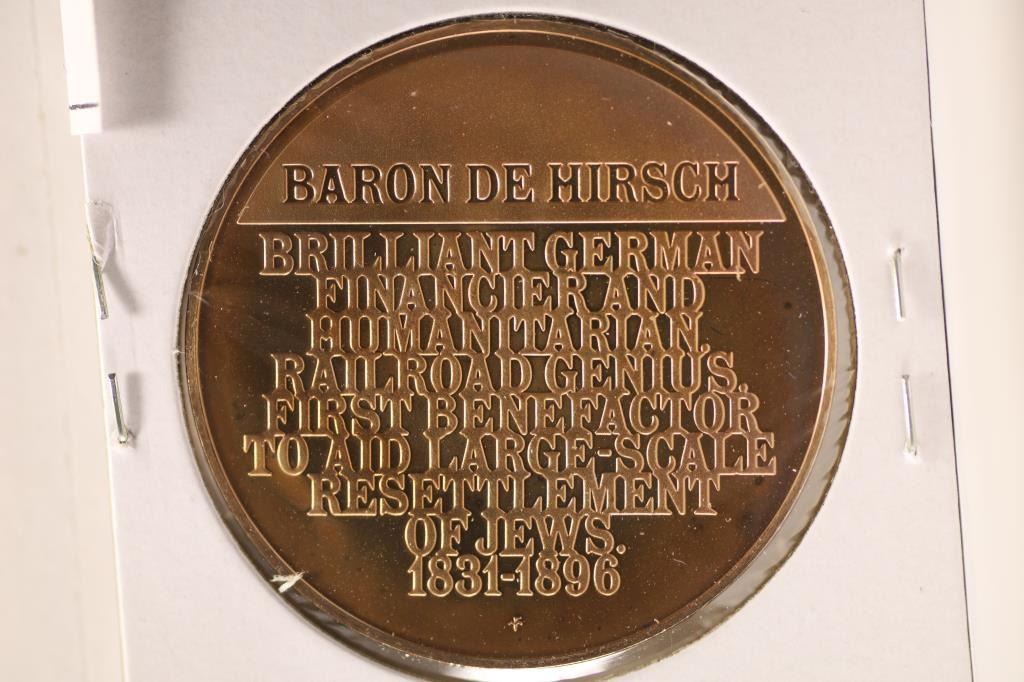 BARON DE HIRSCH
BRILLIANT GERMAN
FINANCIER AND
HUMANITARIAN.
RAILROAD GENIUS.
FIRST BENEFACTOR
TO AID LARGE-SCALE
RESETTLEMENT
OF JEWS.
1831-1896